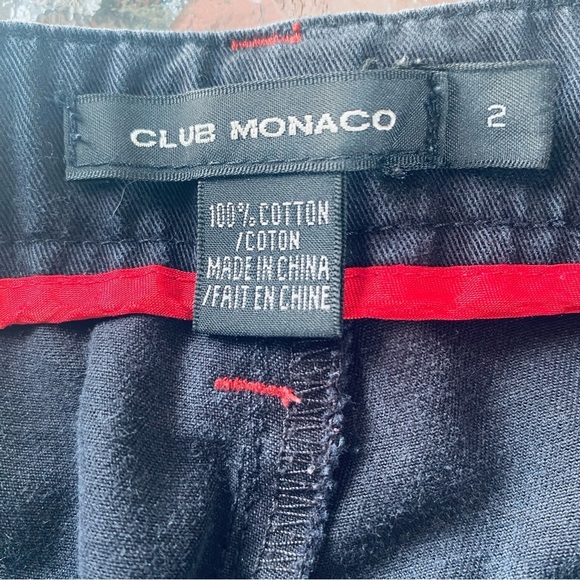 CLUB MONACO 2
100% COTTON
/COTON
MADE IN CHINA
/FAIT EN CHINE